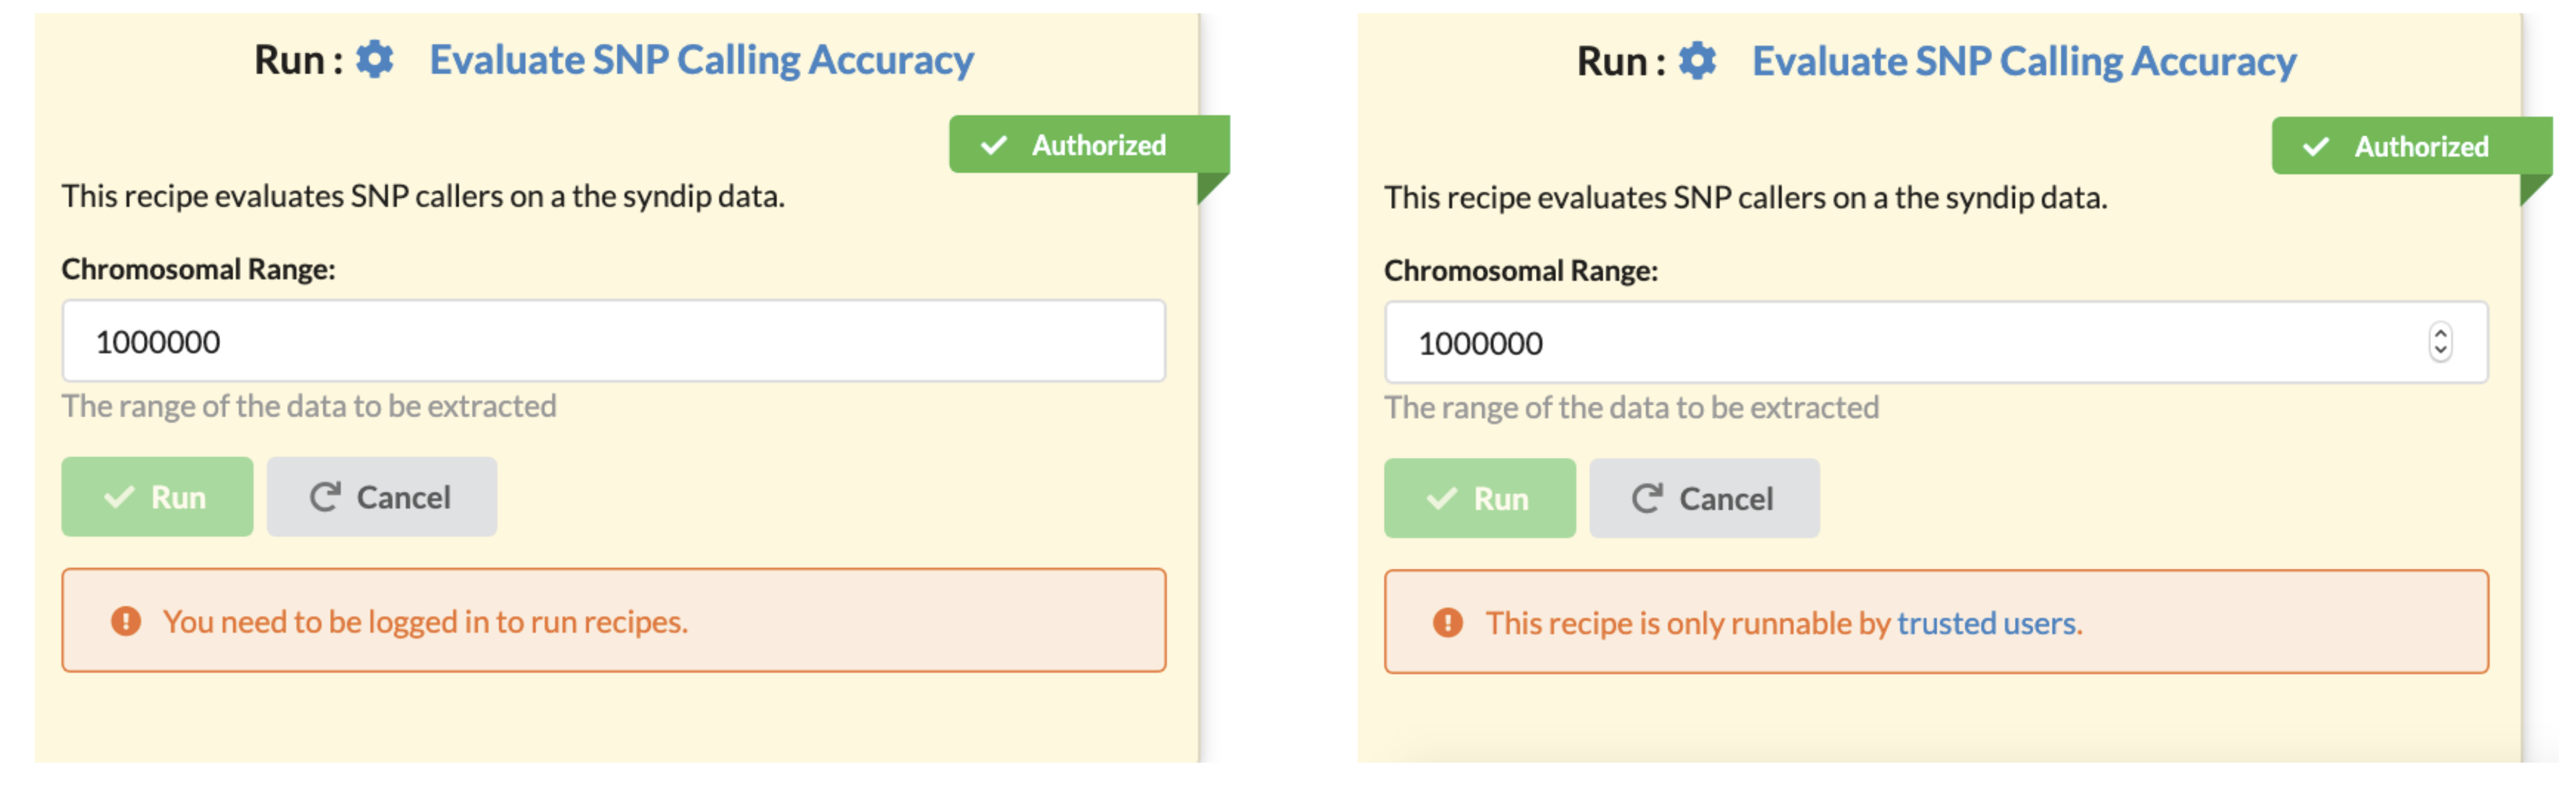 Run : Evaluate SNP Calling Accuracy
Authorized
This recipe evaluates SNP callers on a the syndip data.
Chromosomal Range:
1000000
The range of the data to be extracted
Run Cancel
You need to be logged in to run recipes.
Run : Evaluate SNP Calling Accuracy
Authorized
This recipe evaluates SNP callers on a the syndip data.
Chromosomal Range:
1000000
The range of the data to be extracted
Run Cancel
This recipe is only runnable by trusted users.